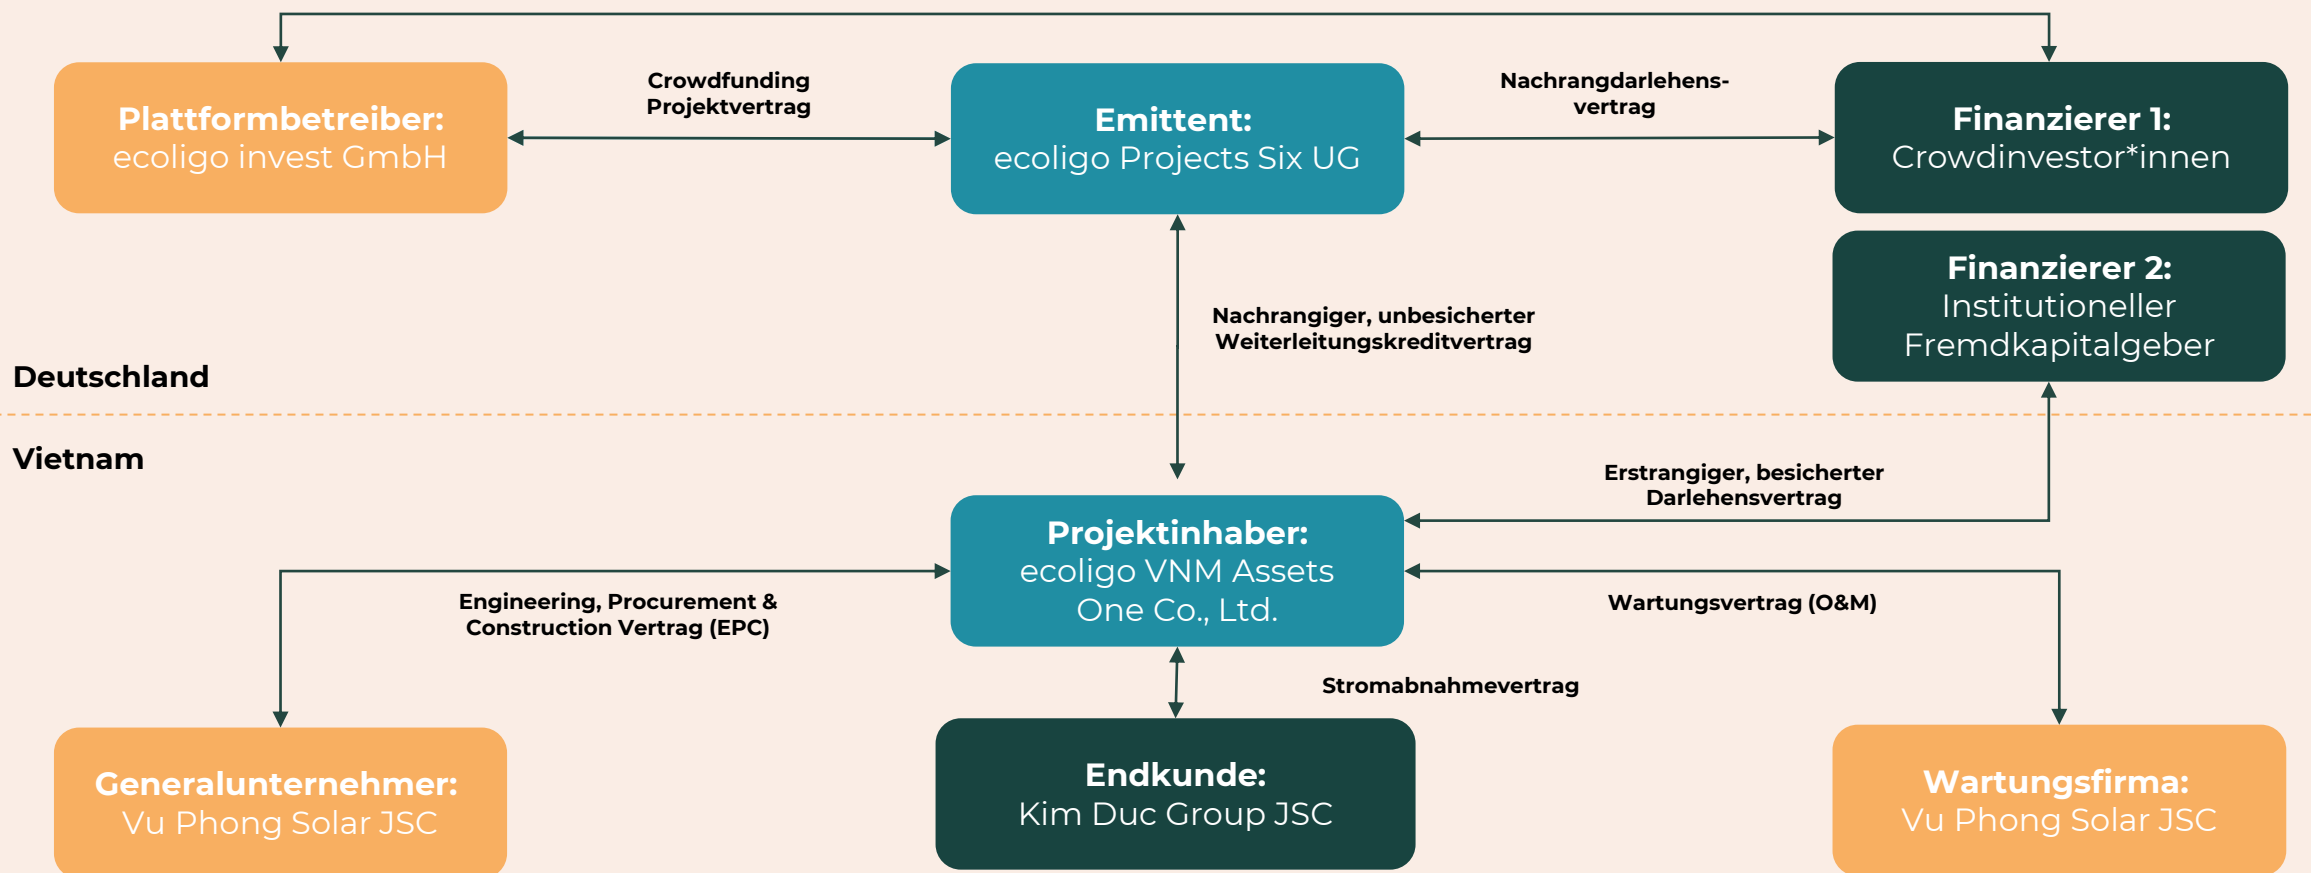 Plattformbetreiber:
ecoligo invest GmbH
Crowdfunding
Projektvertrag
Emittent:
ecoligo Projects Six UG
Nachrangdarlehens-
vertrag
Finanzierer 1:
Crowdinvestor*innen
Finanzierer 2:
Institutioneller
Fremdkapitalgeber
Nachrangiger, unbesicherter
Weiterleitungskreditvertrag
Deutschland
Vietnam
Erstrangiger, besicherter
Darlehensvertrag
Projektinhaber:
ecoligo VNM Assets
One Co., Ltd.
Engineering, Procurement &
Construction Vertrag (EPC)
Wartungsvertrag (O&M)
Stromabnahmevertrag
Generalunternehmer:
Vu Phong Solar JSC
Endkunde:
Kim Duc Group JSC
Wartungsfirma:
Vu Phong Solar JSC